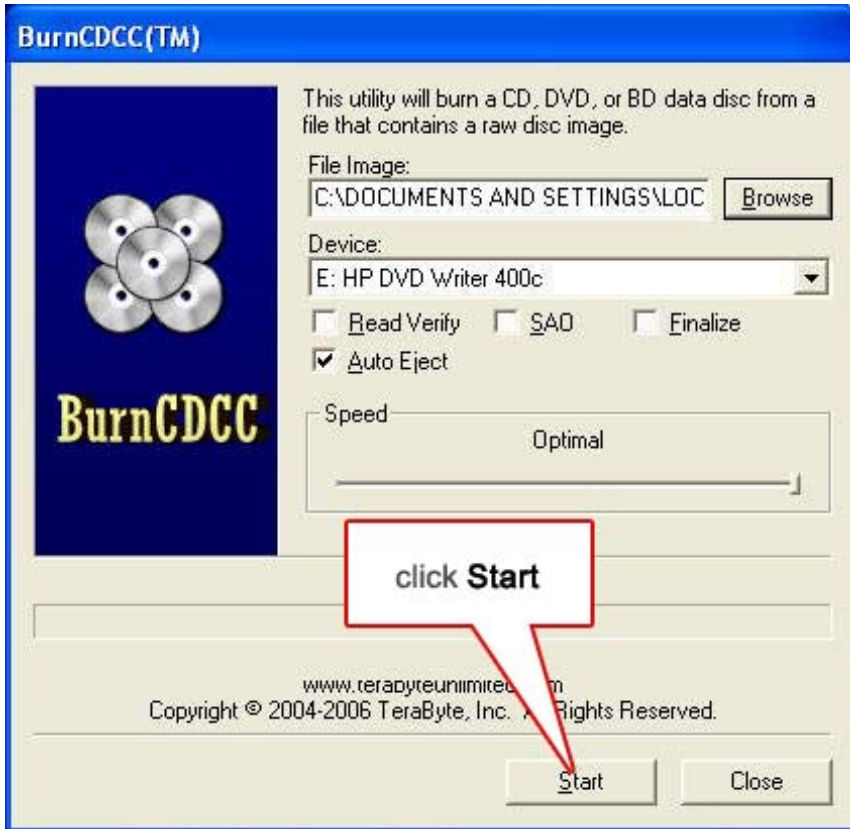 BurnCDCC(TM)
This utility will burn a CD, DVD, or BD data disc from a
file that contains a raw disc image.
File Image:
C:\DOCUMENTS AND SETTINGS\LOC
Browse
Device:
E: HP DVD Writer 400c
Read Verify
SAO
Finalize
Auto Eject
BurnCDCC
Speed
Optimal
click Start
Copyright © 2004-2006 TeraByte, Inc. Rights Reserved.
Start
Close